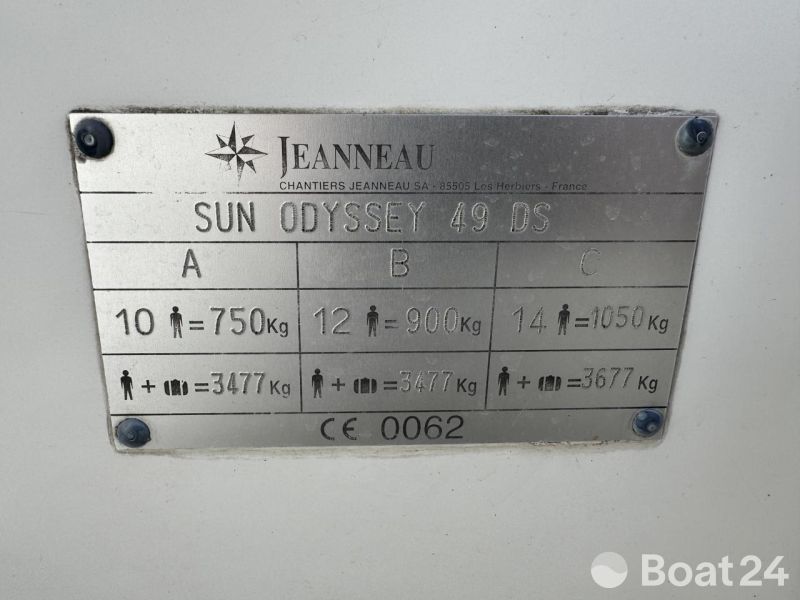 JEANNEAU
CHANTIERS JEANNEAU SA - 85505 Les Herbiers - France
SUN ODYSSEY 49 DS
A B C
10 =750Kg 12 =900Kg 14 =1050Kg
+ =3477Kg + =3477Kg + =3677Kg
CE 0062
Boat24